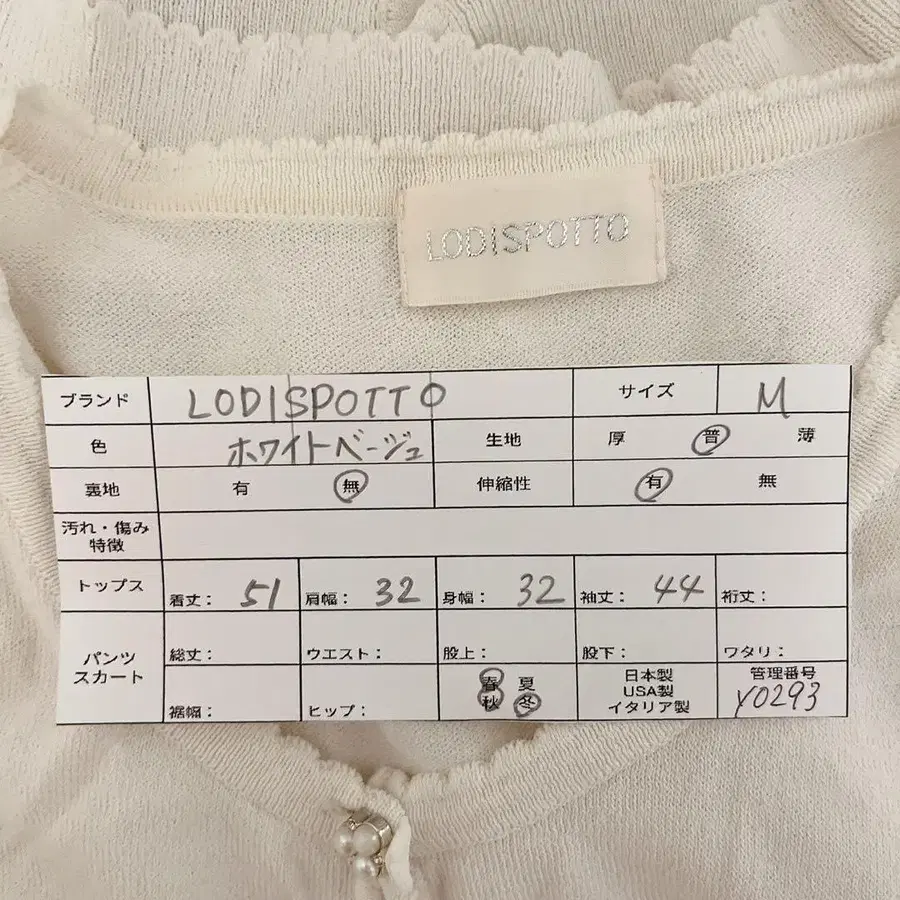 LODISPOTTO
ブランド LODISPOTTO サイズ M
色 ホワイトベージュ 生地 厚 普 薄
裏地 有 無 伸縮性 有 無
汚れ・傷み
特徴
トップス 着丈: 51 肩幅: 32 身幅: 32 袖丈: 44 裄丈:
パンツ
スカート
総丈: ウエスト: 股上: 股下: ワタリ:
裾幅: ヒップ:
春 夏
秋 冬
日本製
USA製
イタリア製
管理番号
Y0293